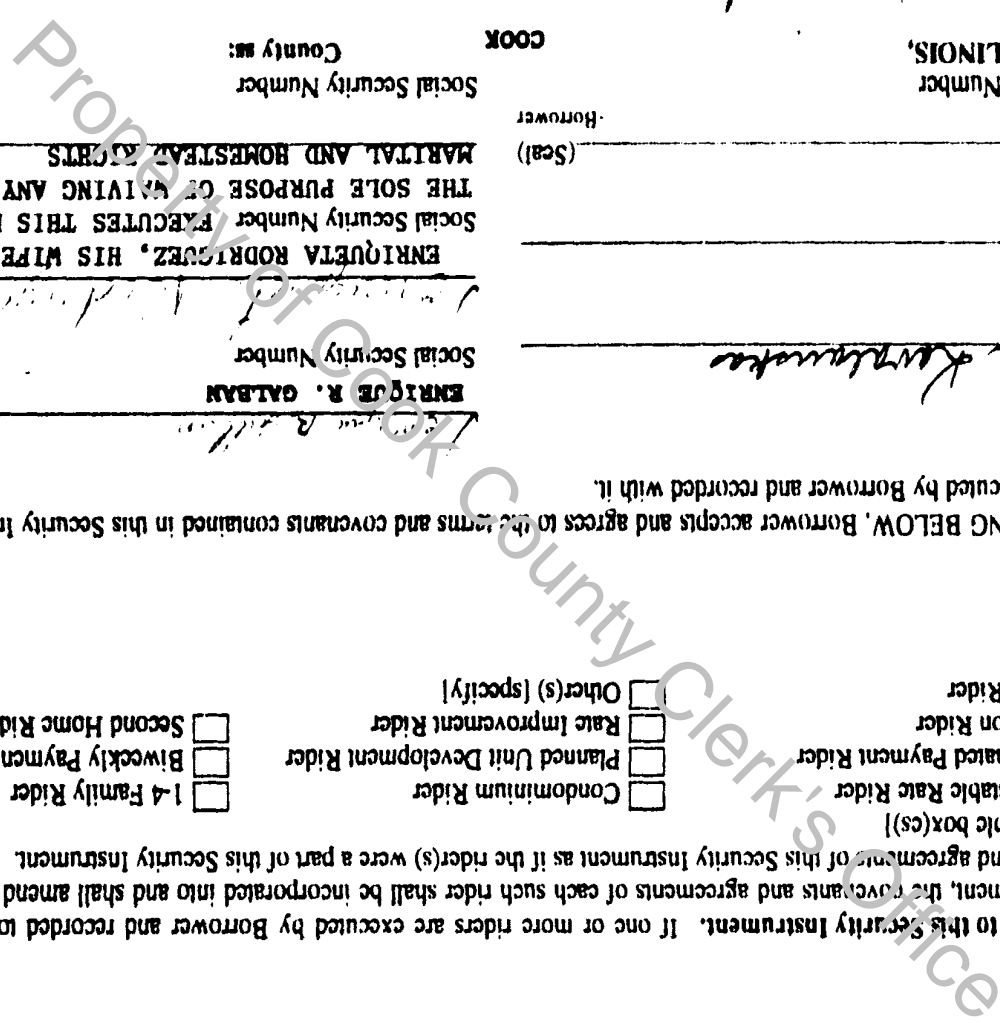 to this Security Instrument. If one or more riders are executed by Borrower and recorded to
ment, the covenants and agreements of each such rider shall be incorporated into and shall amend
nd agreements of this Security Instrument as if the rider(s) were a part of this Security Instrument.
ble box(es)]
stable Rate Rider
Condominium Rider
1-4 Family Rider
uated Payment Rider
Planned Unit Development Rider
Biweekly Paymen
on Rider
Rate Improvement Rider
Second Home Rid
Rider
Other(s) [specify]
NG BELOW, Borrower accepts and agrees to the terms and covenants contained in this Security In
cuted by Borrower and recorded with it.
ENRIQUE R. GALBAN
Social Security Number
ENRIQUETA RODRIGUEZ, HIS WIFE
Social Security Number EXECUTES THIS
THE SOLE PURPOSE OF WAIVING ANY
MARITAL AND HOMESTEAD RIGHTS
(Seal)
-Borrower
Number
Social Security Number
LINOIS,
COOK
County ss:
Property of Cook County Clerk's Office